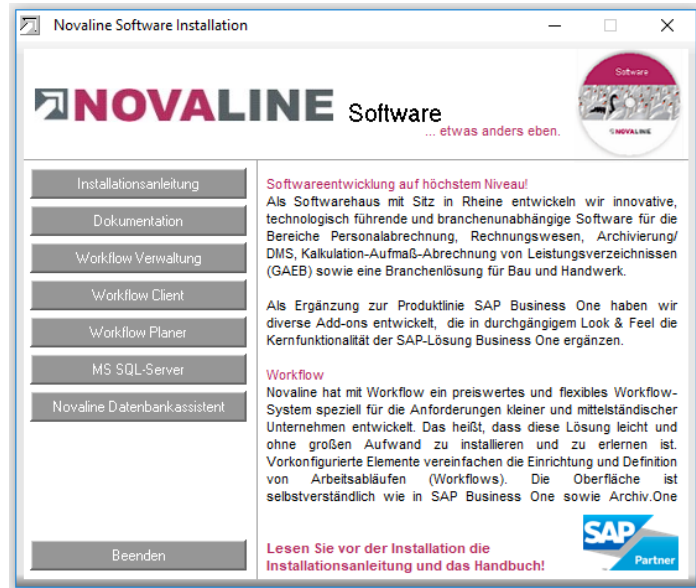 Novaline Software Installation
NOVALINE Software
... etwas anders eben.
Software
NOVALINE
Installationsanleitung
Dokumentation
Workflow Verwaltung
Workflow Client
Workflow Planer
MS SQL-Server
Novaline Datenbankassistent
Beenden
Softwareentwicklung auf höchstem Niveau!
Als Softwarehaus mit Sitz in Rheine entwickeln wir innovative,
technologisch führende und branchenunabhängige Software für die
Bereiche Personalabrechnung, Rechnungswesen, Archivierung/
DMS, Kalkulation-Aufmaß-Abrechnung von Leistungsverzeichnissen
(GAEB) sowie eine Branchenlösung für Bau und Handwerk.
Als Ergänzung zur Produktlinie SAP Business One haben wir
diverse Add-ons entwickelt, die in durchgängigem Look & Feel die
Kernfunktionalität der SAP-Lösung Business One ergänzen.
Workflow
Novaline hat mit Workflow ein preiswertes und flexibles Workflow-
System speziell für die Anforderungen kleiner und mittelständischer
Unternehmen entwickelt. Das heißt, dass diese Lösung leicht und
ohne großen Aufwand zu installieren und zu erlernen ist.
Vorkonfigurierte Elemente vereinfachen die Einrichtung und Definition
von Arbeitsabläufen (Workflows). Die Oberfläche ist
selbstverständlich wie in SAP Business One sowie Archiv.One
Lesen Sie vor der Installation die
Installationsanleitung und das Handbuch!
SAP
Partner